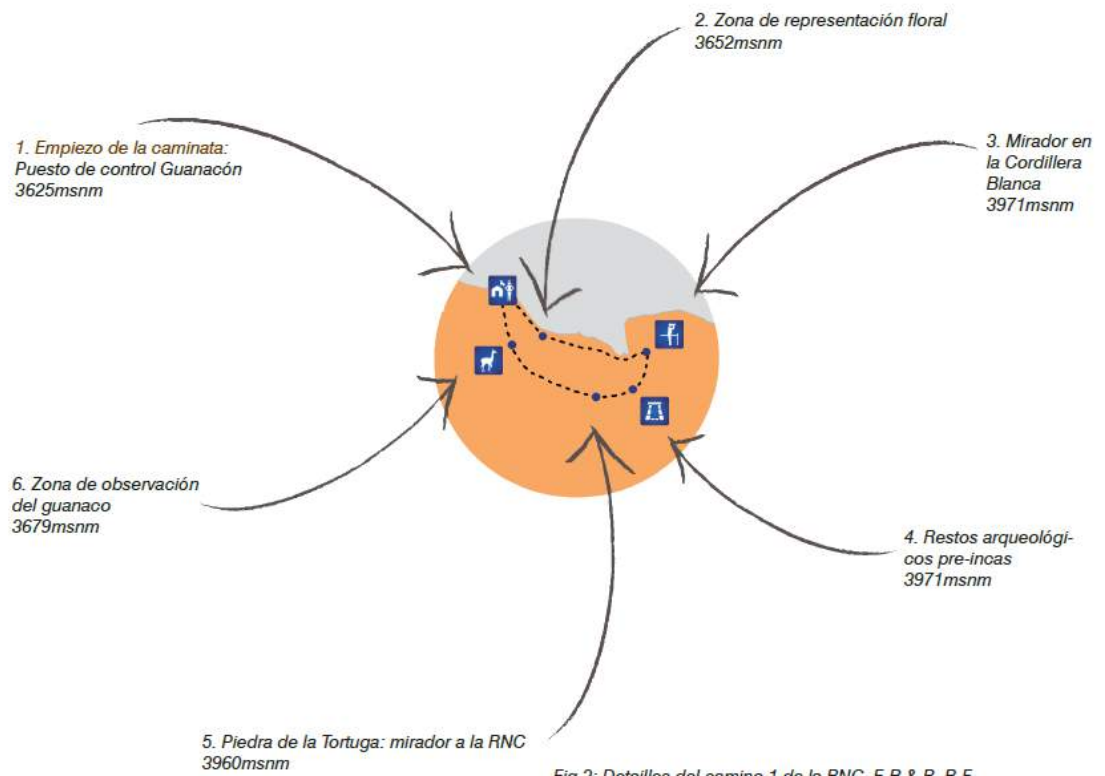 2. Zona de representación floral
3652msnm
1. Empiezo de la caminata:
Puesto de control Guanacón
3625msnm
3. Mirador en
la Cordillera
Blanca
3971msnm
6. Zona de observación
del guanaco
3679msnm
4. Restos arqueológi-
cos pre-incas
3971msnm
5. Piedra de la Tortuga: mirador a la RNC
3960msnm